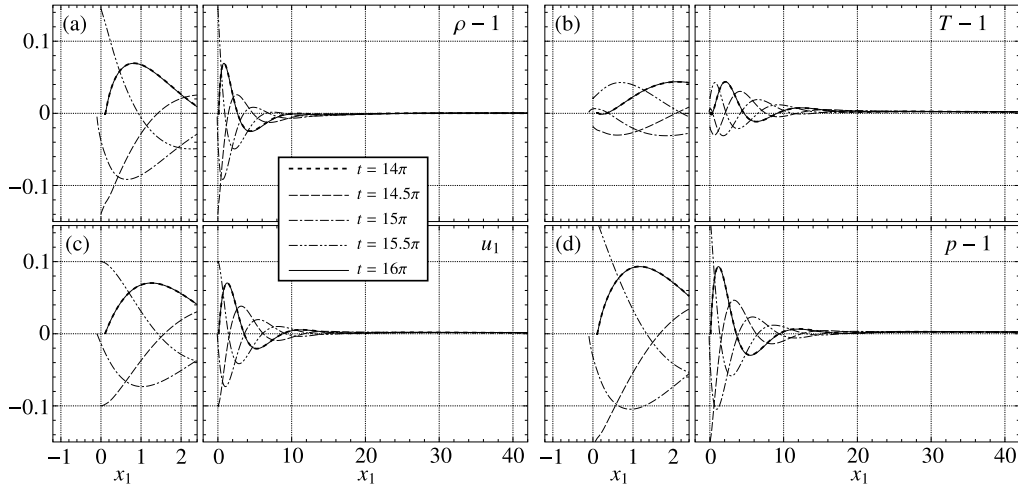 (a) ρ − 1
0.1
0
−0.1
(b) T − 1
t = 14π
t = 14.5π
t = 15π
t = 15.5π
t = 16π
(c) u₁
0.1
0
−0.1
(d) p − 1
−1 0 1 2 0 10 20 30 40 −1 0 1 2 0 10 20 30 40
x₁ x₁ x₁ x₁